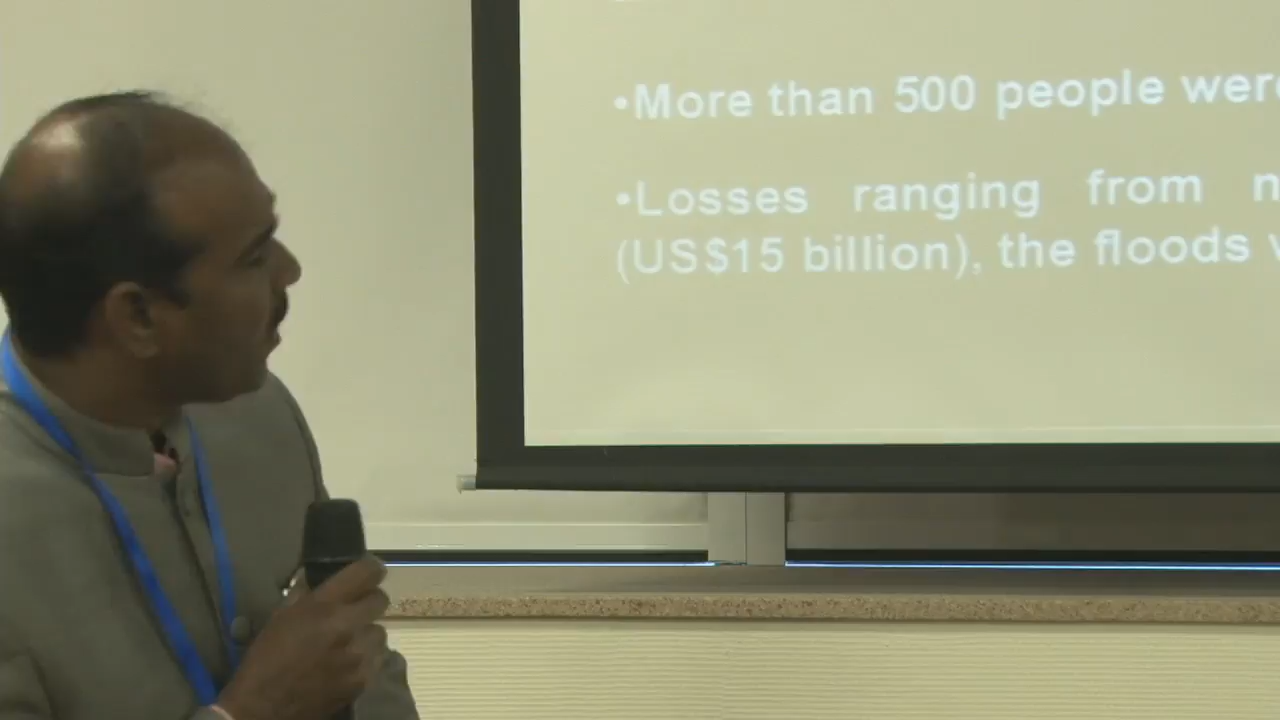 •More than 500 people were
•Losses ranging from
(US$15 billion), the floods